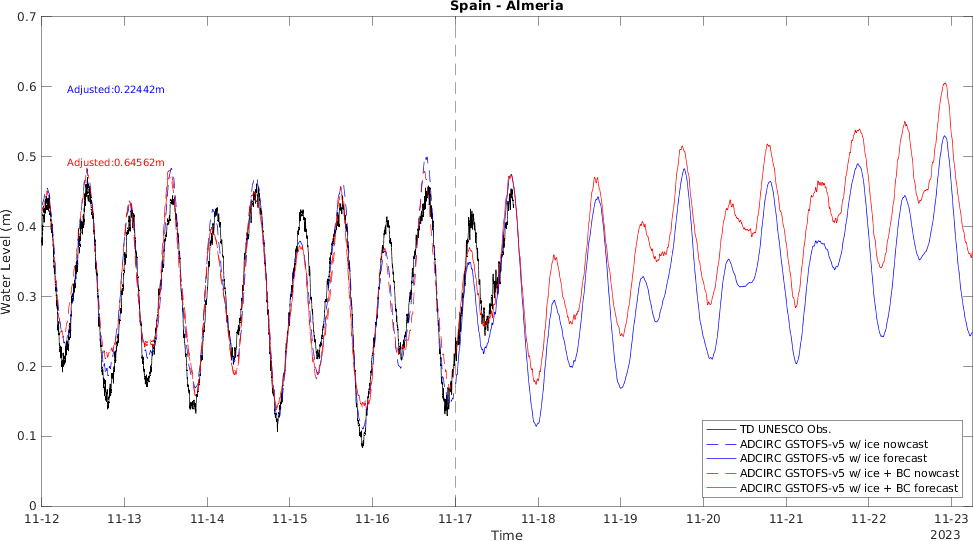 Spain - Almeria
0.7
0.6
0.5
0.4
0.3
0.2
0.1
0
Water Level (m)
Adjusted:0.22442m
Adjusted:0.64562m
TD UNESCO Obs.
ADCIRC GSTOFS-v5 w/ ice nowcast
ADCIRC GSTOFS-v5 w/ ice forecast
ADCIRC GSTOFS-v5 w/ ice + BC nowcast
ADCIRC GSTOFS-v5 w/ ice + BC forecast
11-12 11-13 11-14 11-15 11-16 11-17 11-18 11-19 11-20 11-21 11-22 11-23
2023
Time